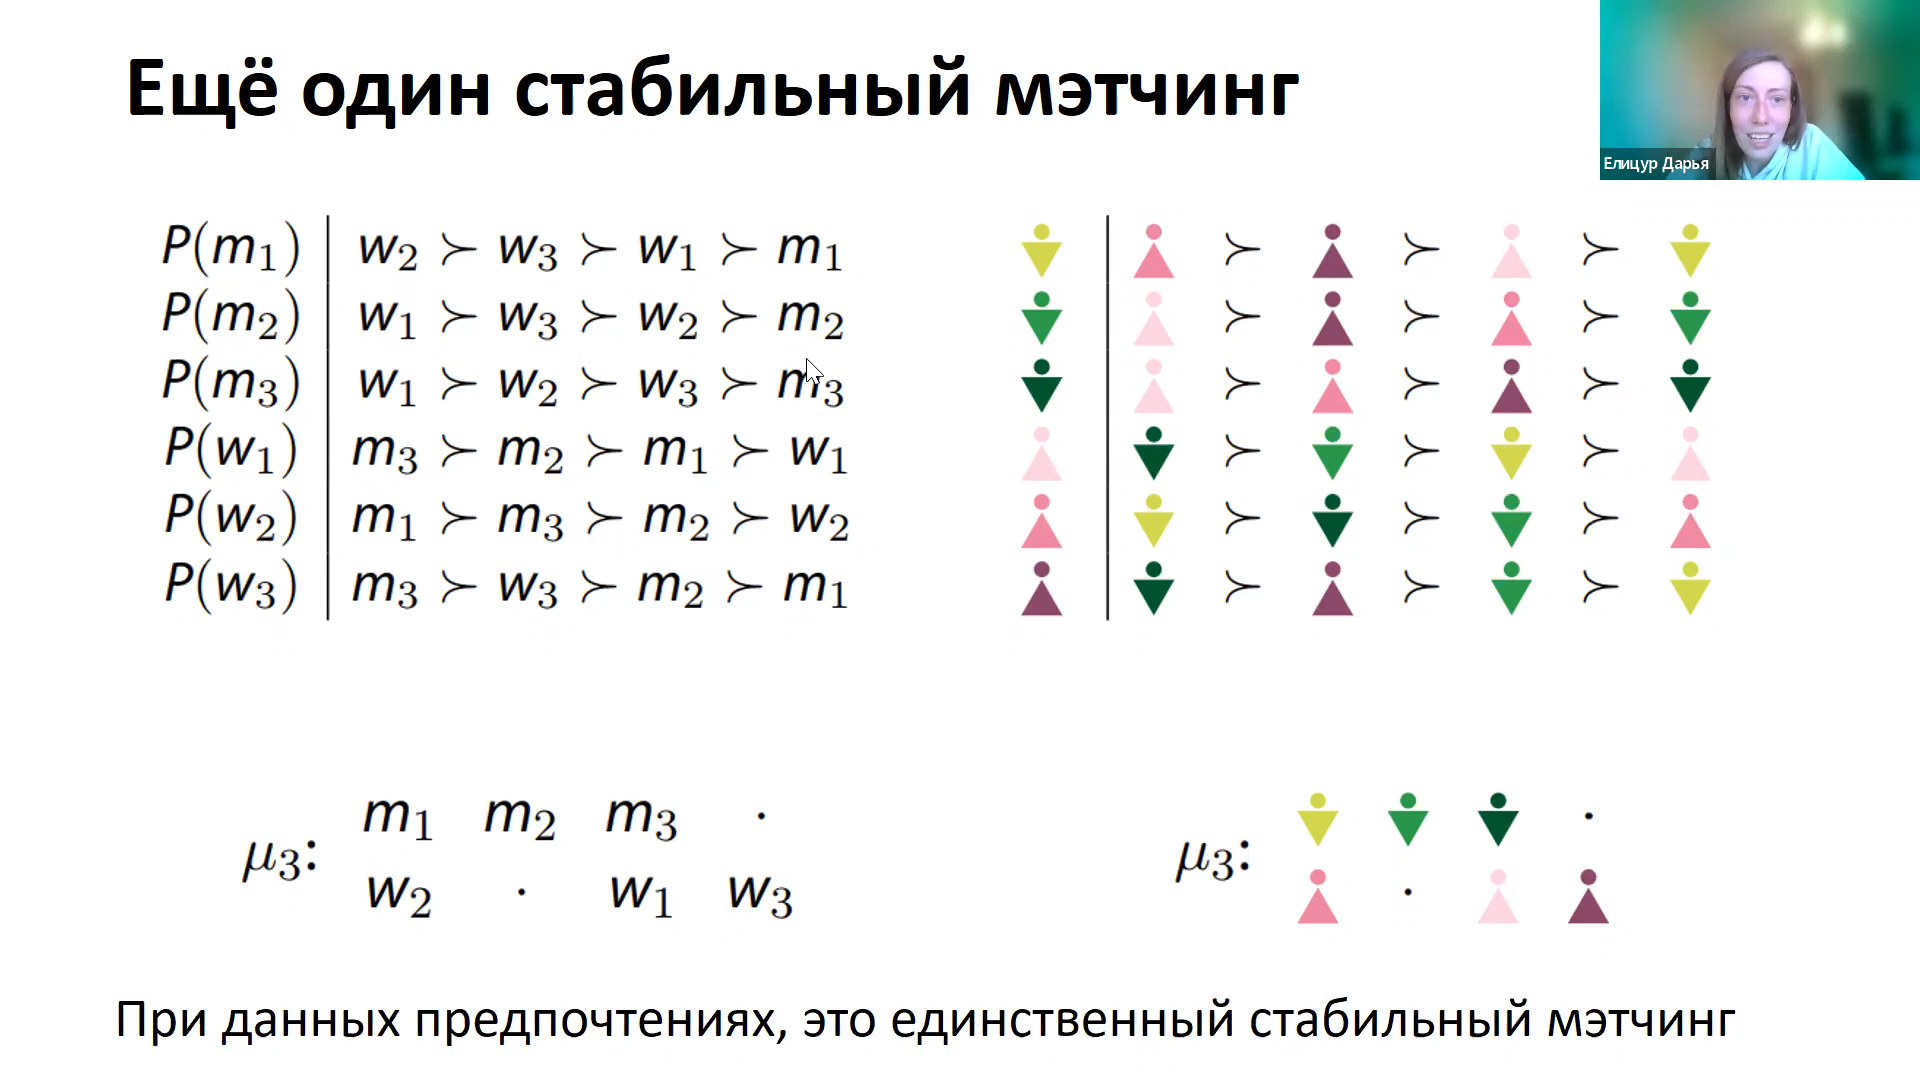 Ещё один стабильный мэтчинг
Елицур Дарья
P(m₁) | w₂ ≻ w₃ ≻ w₁ ≻ m₁
P(m₂) | w₁ ≻ w₃ ≻ w₂ ≻ m₂
P(m₃) | w₁ ≻ w₂ ≻ w₃ ≻ m₃
P(w₁) | m₃ ≻ m₂ ≻ m₁ ≻ w₁
P(w₂) | m₁ ≻ m₃ ≻ m₂ ≻ w₂
P(w₃) | m₃ ≻ w₃ ≻ m₂ ≻ m₁
≻ ≻ ≻
≻ ≻ ≻
≻ ≻ ≻
≻ ≻ ≻
≻ ≻ ≻
≻ ≻ ≻
m₁ m₂ m₃ ·
μ₃:
w₂ · w₁ w₃
·
μ₃:
·
При данных предпочтениях, это единственный стабильный мэтчинг